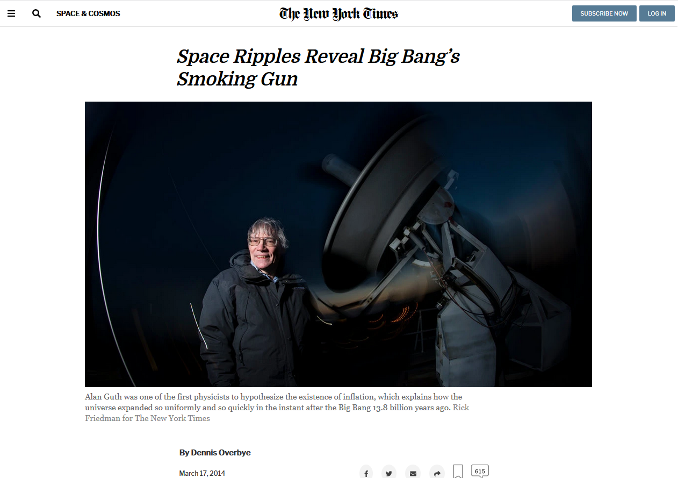 SPACE & COSMOS
The New York Times
SUBSCRIBE NOW
LOG IN
Space Ripples Reveal Big Bang’s
Smoking Gun
Alan Guth was one of the first physicists to hypothesize the existence of inflation, which explains how the
universe expanded so uniformly and so quickly in the instant after the Big Bang 13.8 billion years ago. Rick
Friedman for The New York Times
By Dennis Overbye
March 17, 2014
615